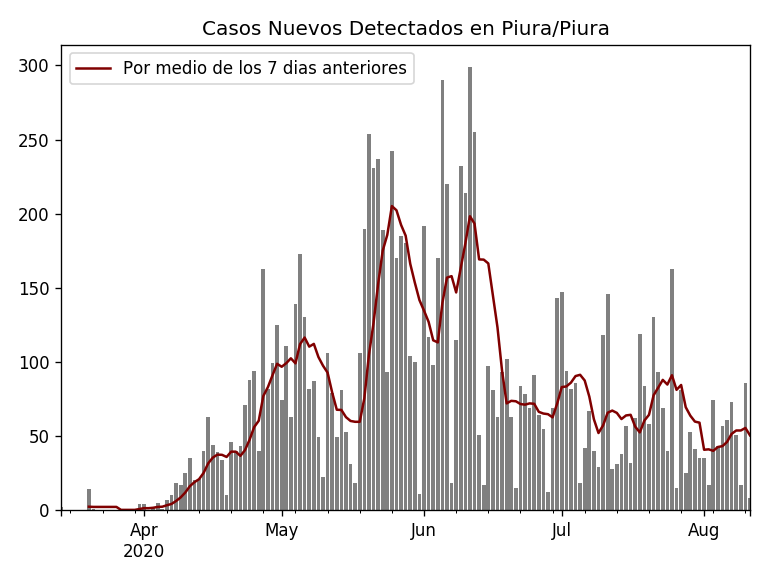 Casos Nuevos Detectados en Piura/Piura
Por medio de los 7 dias anteriores
300
250
200
150
100
50
0
Apr
2020
May
Jun
Jul
Aug